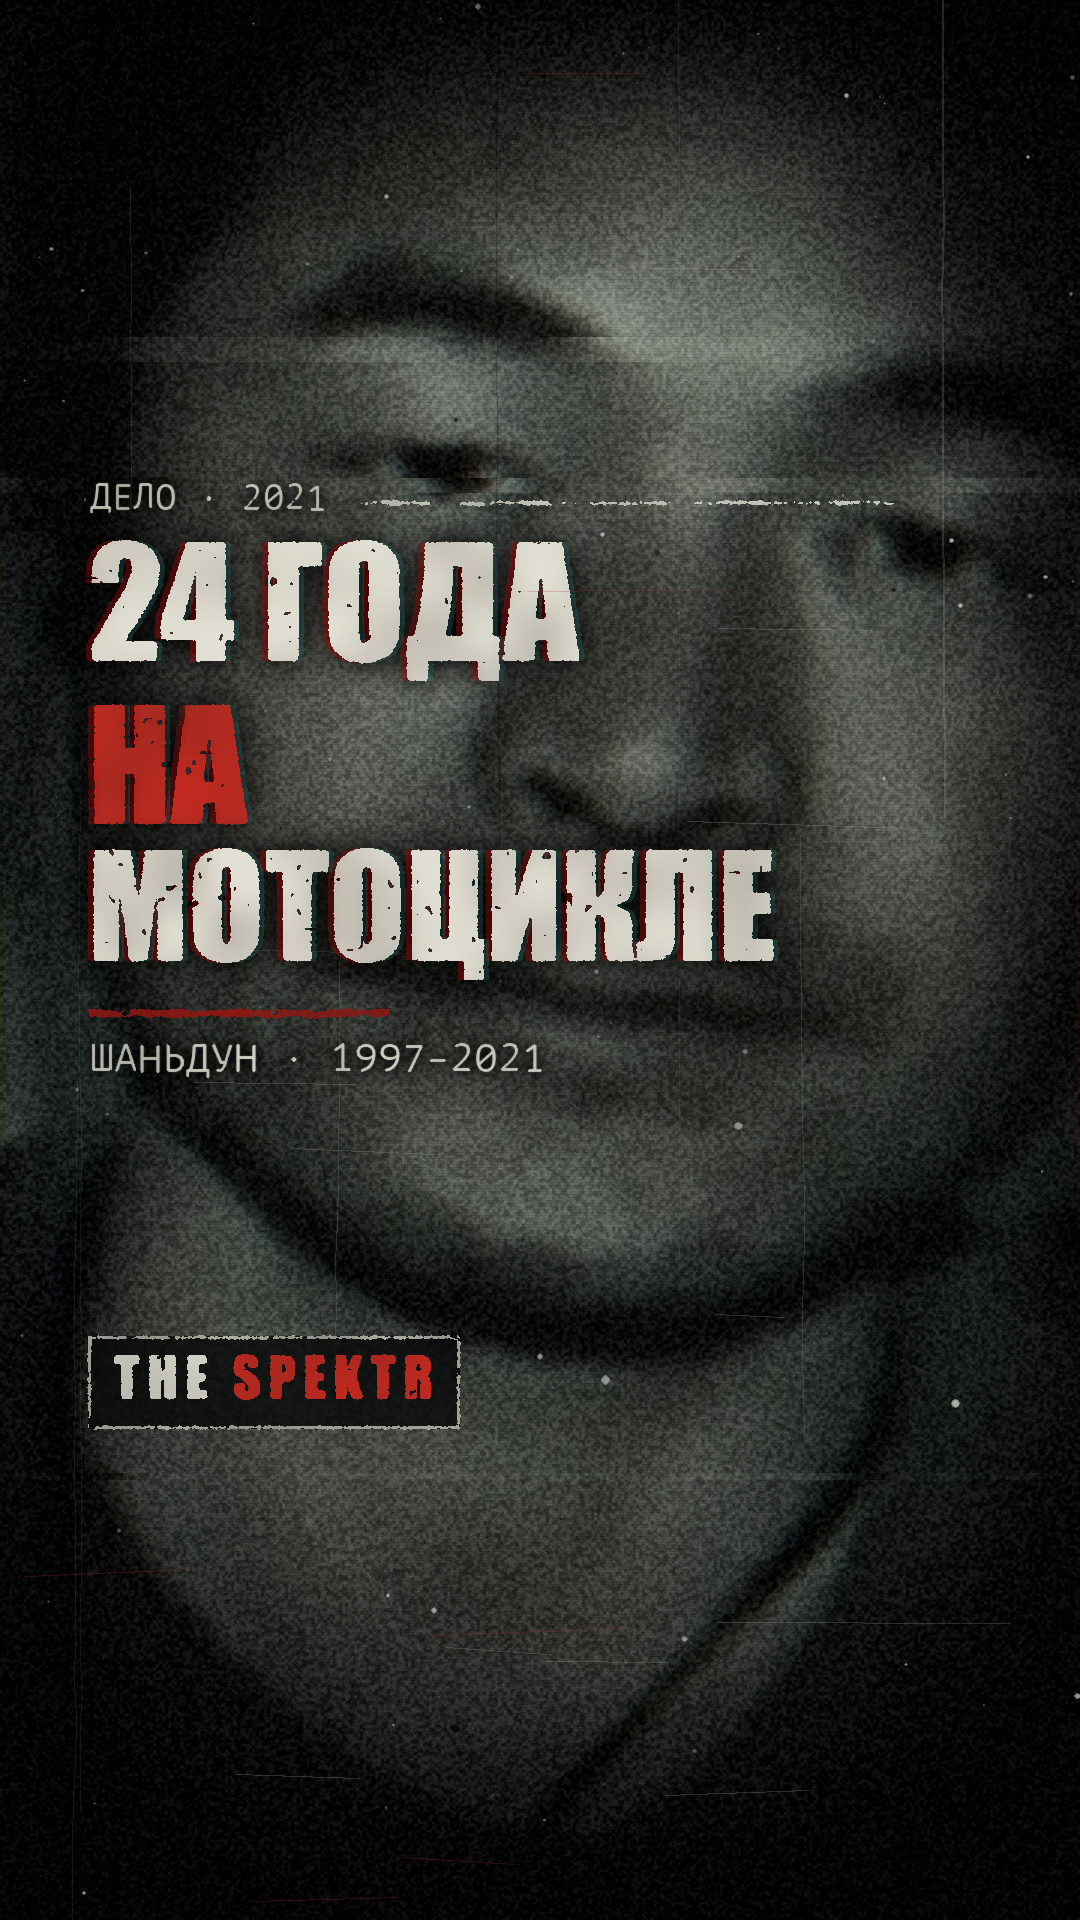 ДЕЛО · 2021
24 ГОДА
НА
МОТОЦИКЛЕ
ШАНЬДУН · 1997–2021
THE SPEKTR